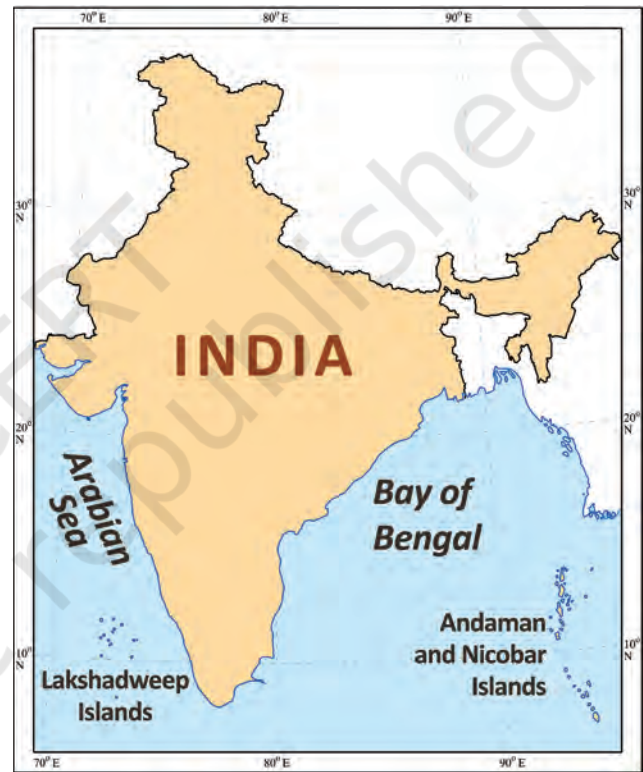 70° E 80° E 90° E
30° N
30° N
INDIA
20° N
20° N
Arabian
Sea
Bay of
Bengal
Andaman
and Nicobar
Islands
10° N
10° N
Lakshadweep
Islands
70° E 80° E 90° E
republished